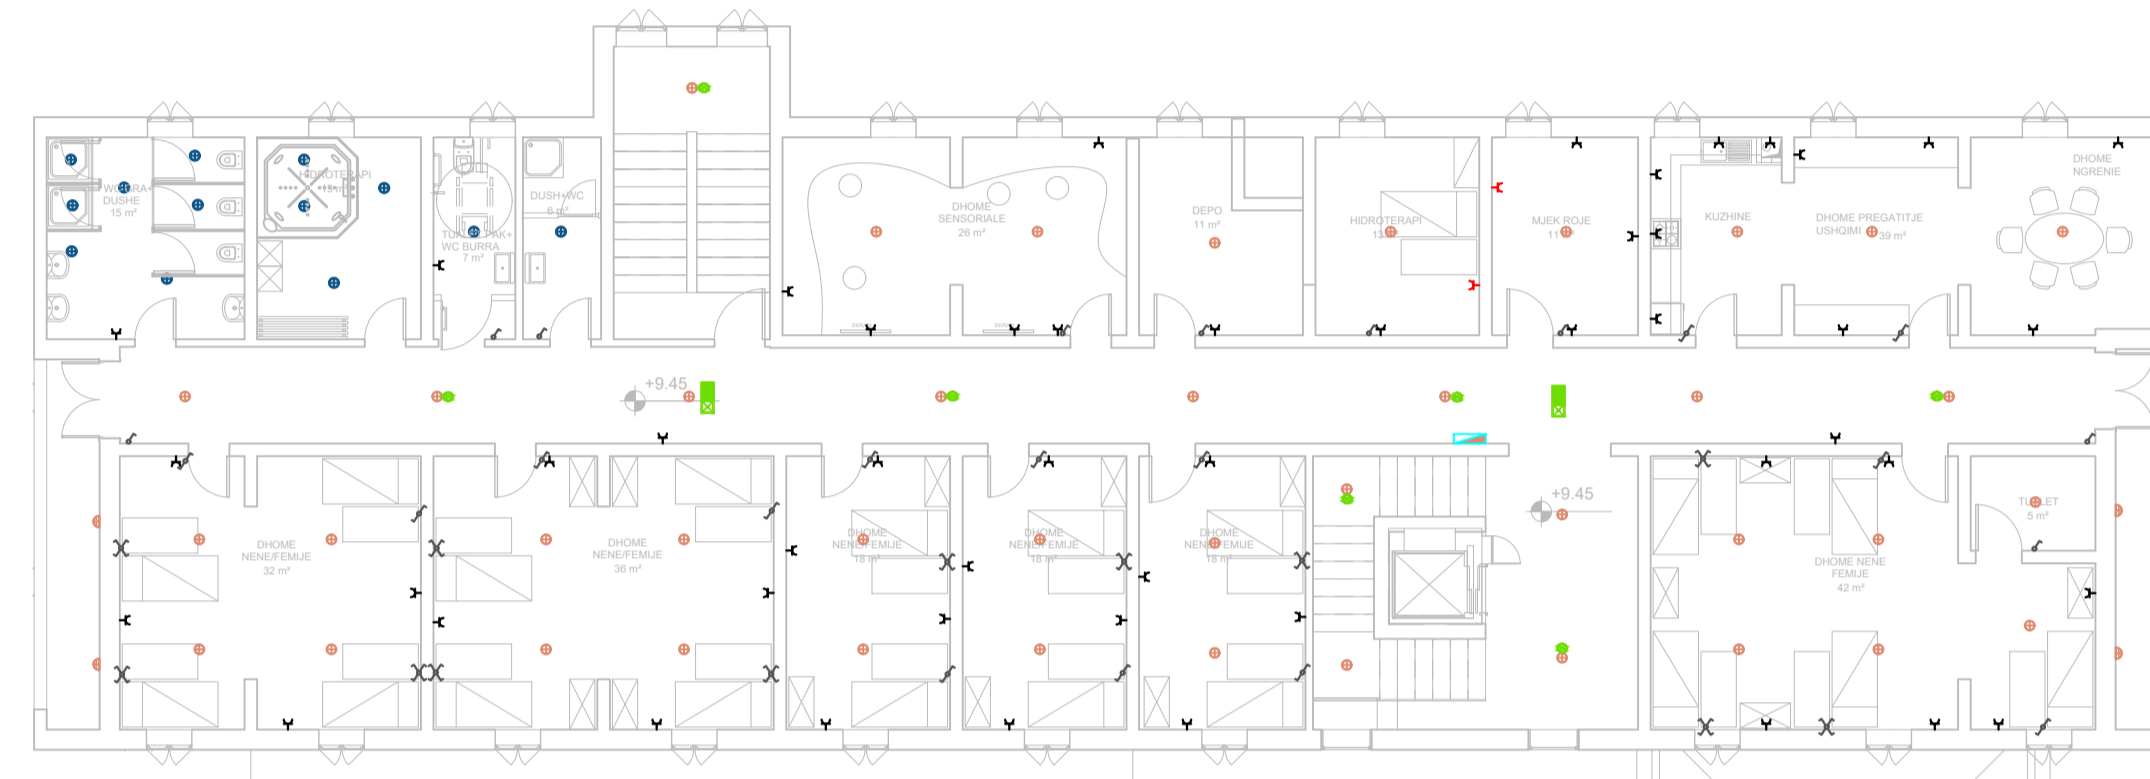 DUSHE
15 m²
HIDROTERAPI
WC BURRA
7 m²
DUSH+WC
6 m²
DHOME
SENSORIALE
26 m²
DEPO
11 m²
HIDROTERAPI
MJEK ROJE
KUZHINE
DHOME PREGATITJE
USHQIMI
39 m²
DHOME
NGRENIE
+9.45
+9.45
DHOME
NENE/FEMIJE
32 m²
DHOME
NENE/FEMIJE
36 m²
DHOME
NENE/FEMIJE
18 m²
DHOME
NENE/FEMIJE
18 m²
DHOME
NENE/FEMIJE
18 m²
DHOME NENE
FEMIJE
42 m²
TUALET
5 m²